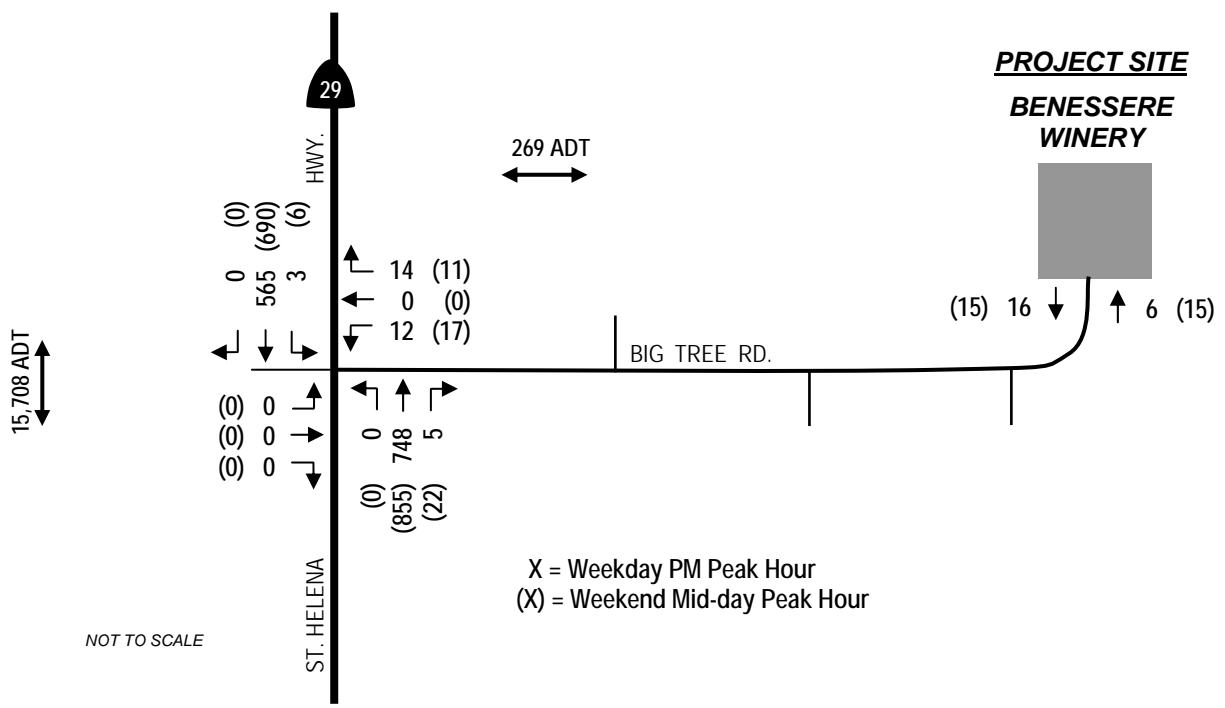 PROJECT SITE
BENESSERE
WINERY
29
HWY.
269 ADT
(0)
(690)
(6)
0
565
3
14 (11)
0 (0)
12 (17)
(15) 16
6 (15)
15,708 ADT
BIG TREE RD.
(0) 0
(0) 0
(0) 0
0
748
5
(0)
(855)
(22)
X = Weekday PM Peak Hour
(X) = Weekend Mid-day Peak Hour
ST. HELENA
NOT TO SCALE